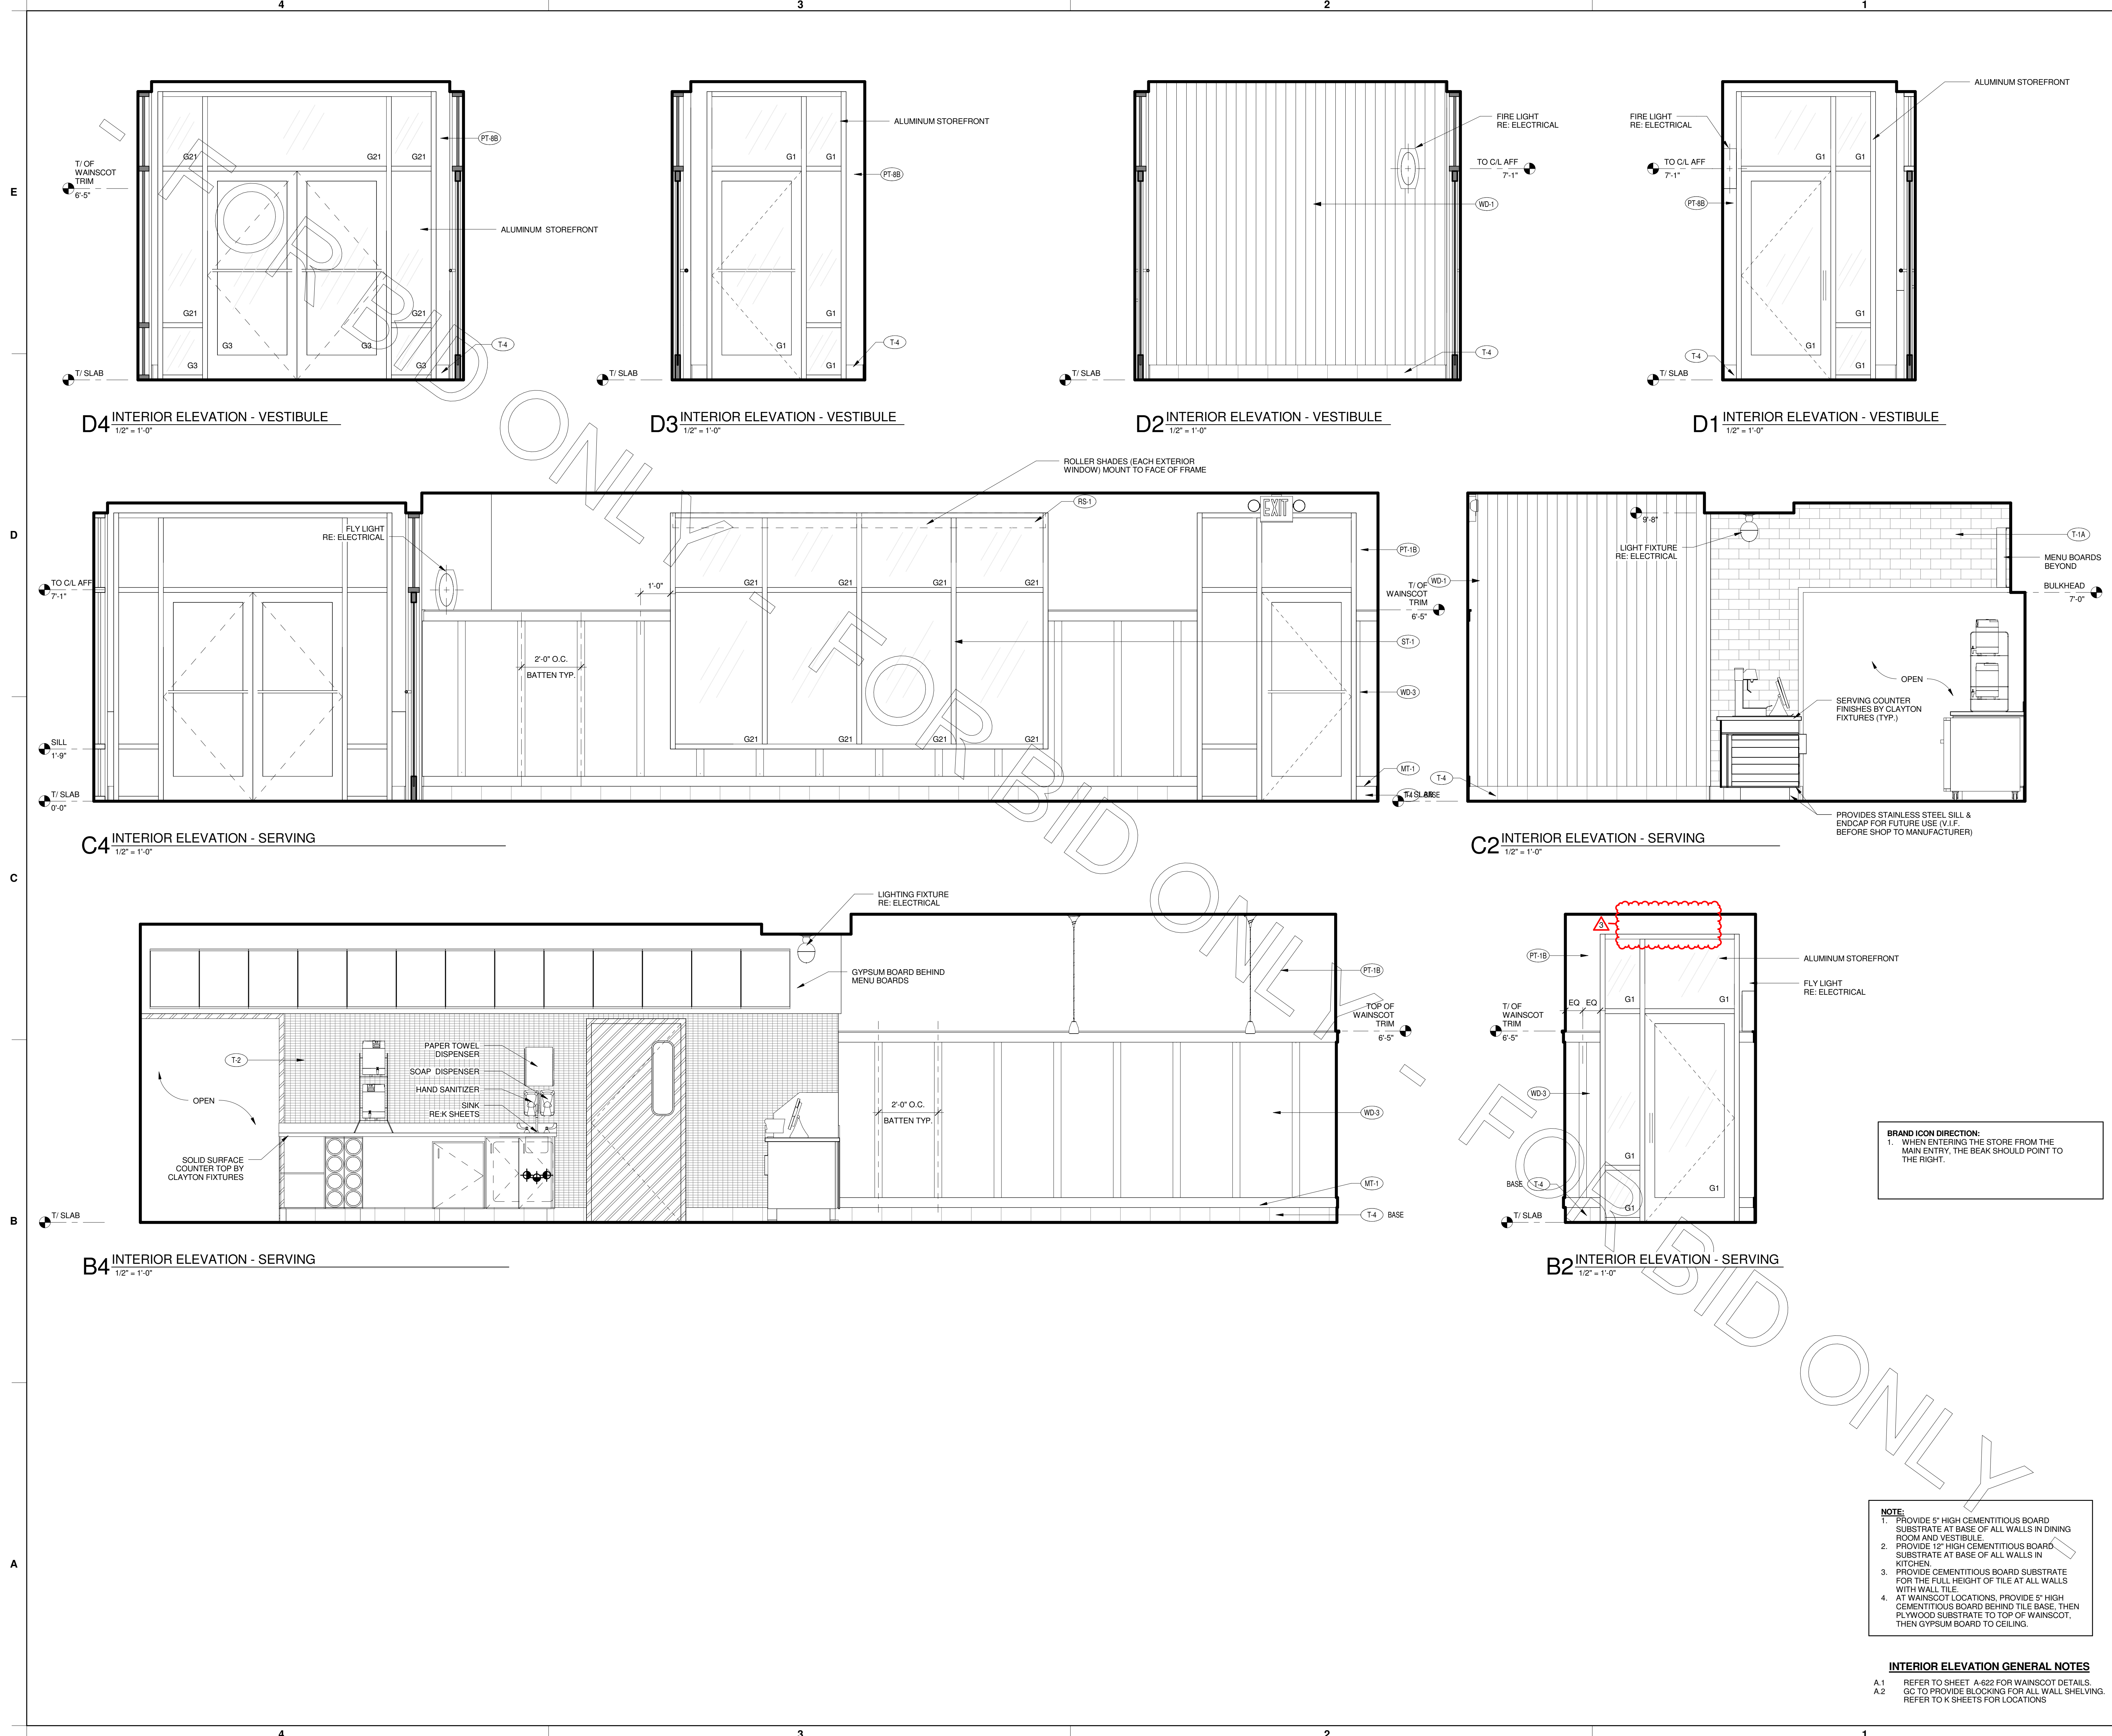 4
3
2
1
E
D
C
B
A
T/ OF
WAINSCOT
TRIM
6'-5"
T/ SLAB
G21
G21
G21
G21
G21
G3
G3
G3
G3
PT-8B
ALUMINUM STOREFRONT
T-4
D4 INTERIOR ELEVATION - VESTIBULE
1/2" = 1'-0"
T/ SLAB
G1
G1
G1
G1
G1
ALUMINUM STOREFRONT
PT-8B
T-4
D3 INTERIOR ELEVATION - VESTIBULE
1/2" = 1'-0"
T/ SLAB
FIRE LIGHT
RE: ELECTRICAL
TO C/L AFF
7'-1"
WD-1
T-4
D2 INTERIOR ELEVATION - VESTIBULE
1/2" = 1'-0"
FIRE LIGHT
RE: ELECTRICAL
TO C/L AFF
7'-1"
PT-8B
T-4
T/ SLAB
G1
G1
G1
G1
G1
ALUMINUM STOREFRONT
D1 INTERIOR ELEVATION - VESTIBULE
1/2" = 1'-0"
ROLLER SHADES (EACH EXTERIOR
WINDOW) MOUNT TO FACE OF FRAME
RS-1
FLY LIGHT
RE: ELECTRICAL
TO C/L AFF
7'-1"
SILL
1'-9"
T/ SLAB
0'-0"
1'-0"
2'-0" O.C.
BATTEN TYP.
G21
G21
G21
G21
G21
G21
G21
G21
EXIT
PT-1B
T/ OF
WAINSCOT
TRIM
6'-5"
ST-1
WD-3
MT-1
T-4 BASE
T/ SLAB
C4 INTERIOR ELEVATION - SERVING
1/2" = 1'-0"
WD-1
T-4
9'-8"
LIGHT FIXTURE
RE: ELECTRICAL
T-1A
MENU BOARDS
BEYOND
BULKHEAD
7'-0"
OPEN
SERVING COUNTER
FINISHES BY CLAYTON
FIXTURES (TYP.)
PROVIDES STAINLESS STEEL SILL &
ENDCAP FOR FUTURE USE (V.I.F.
BEFORE SHOP TO MANUFACTURER)
C2 INTERIOR ELEVATION - SERVING
1/2" = 1'-0"
LIGHTING FIXTURE
RE: ELECTRICAL
GYPSUM BOARD BEHIND
MENU BOARDS
PT-1B
TOP OF
WAINSCOT
TRIM
6'-5"
T-2
PAPER TOWEL
DISPENSER
SOAP DISPENSER
HAND SANITIZER
SINK
RE:K SHEETS
OPEN
SOLID SURFACE
COUNTER TOP BY
CLAYTON FIXTURES
2'-0" O.C.
BATTEN TYP.
WD-3
MT-1
T-4 BASE
T/ SLAB
B4 INTERIOR ELEVATION - SERVING
1/2" = 1'-0"
3
PT-1B
ALUMINUM STOREFRONT
FLY LIGHT
RE: ELECTRICAL
EQ EQ
G1
G1
T/ OF
WAINSCOT
TRIM
6'-5"
WD-3
G1
G1
G1
BASE T-4
T/ SLAB
B2 INTERIOR ELEVATION - SERVING
1/2" = 1'-0"
BRAND ICON DIRECTION:
1. WHEN ENTERING THE STORE FROM THE
MAIN ENTRY, THE BEAK SHOULD POINT TO
THE RIGHT.
NOTE:
1. PROVIDE 5" HIGH CEMENTITIOUS BOARD
SUBSTRATE AT BASE OF ALL WALLS IN DINING
ROOM AND VESTIBULE.
2. PROVIDE 12" HIGH CEMENTITIOUS BOARD
SUBSTRATE AT BASE OF ALL WALLS IN
KITCHEN.
3. PROVIDE CEMENTITIOUS BOARD SUBSTRATE
FOR THE FULL HEIGHT OF TILE AT ALL WALLS
WITH WALL TILE.
4. AT WAINSCOT LOCATIONS, PROVIDE 5" HIGH
CEMENTITIOUS BOARD BEHIND TILE BASE, THEN
PLYWOOD SUBSTRATE TO TOP OF WAINSCOT,
THEN GYPSUM BOARD TO CEILING.
INTERIOR ELEVATION GENERAL NOTES
A.1 REFER TO SHEET A-622 FOR WAINSCOT DETAILS.
A.2 GC TO PROVIDE BLOCKING FOR ALL WALL SHELVING.
REFER TO K SHEETS FOR LOCATIONS
- FOR BID ONLY - FOR BID ONLY - FOR BID ONLY -
4
3
2
1